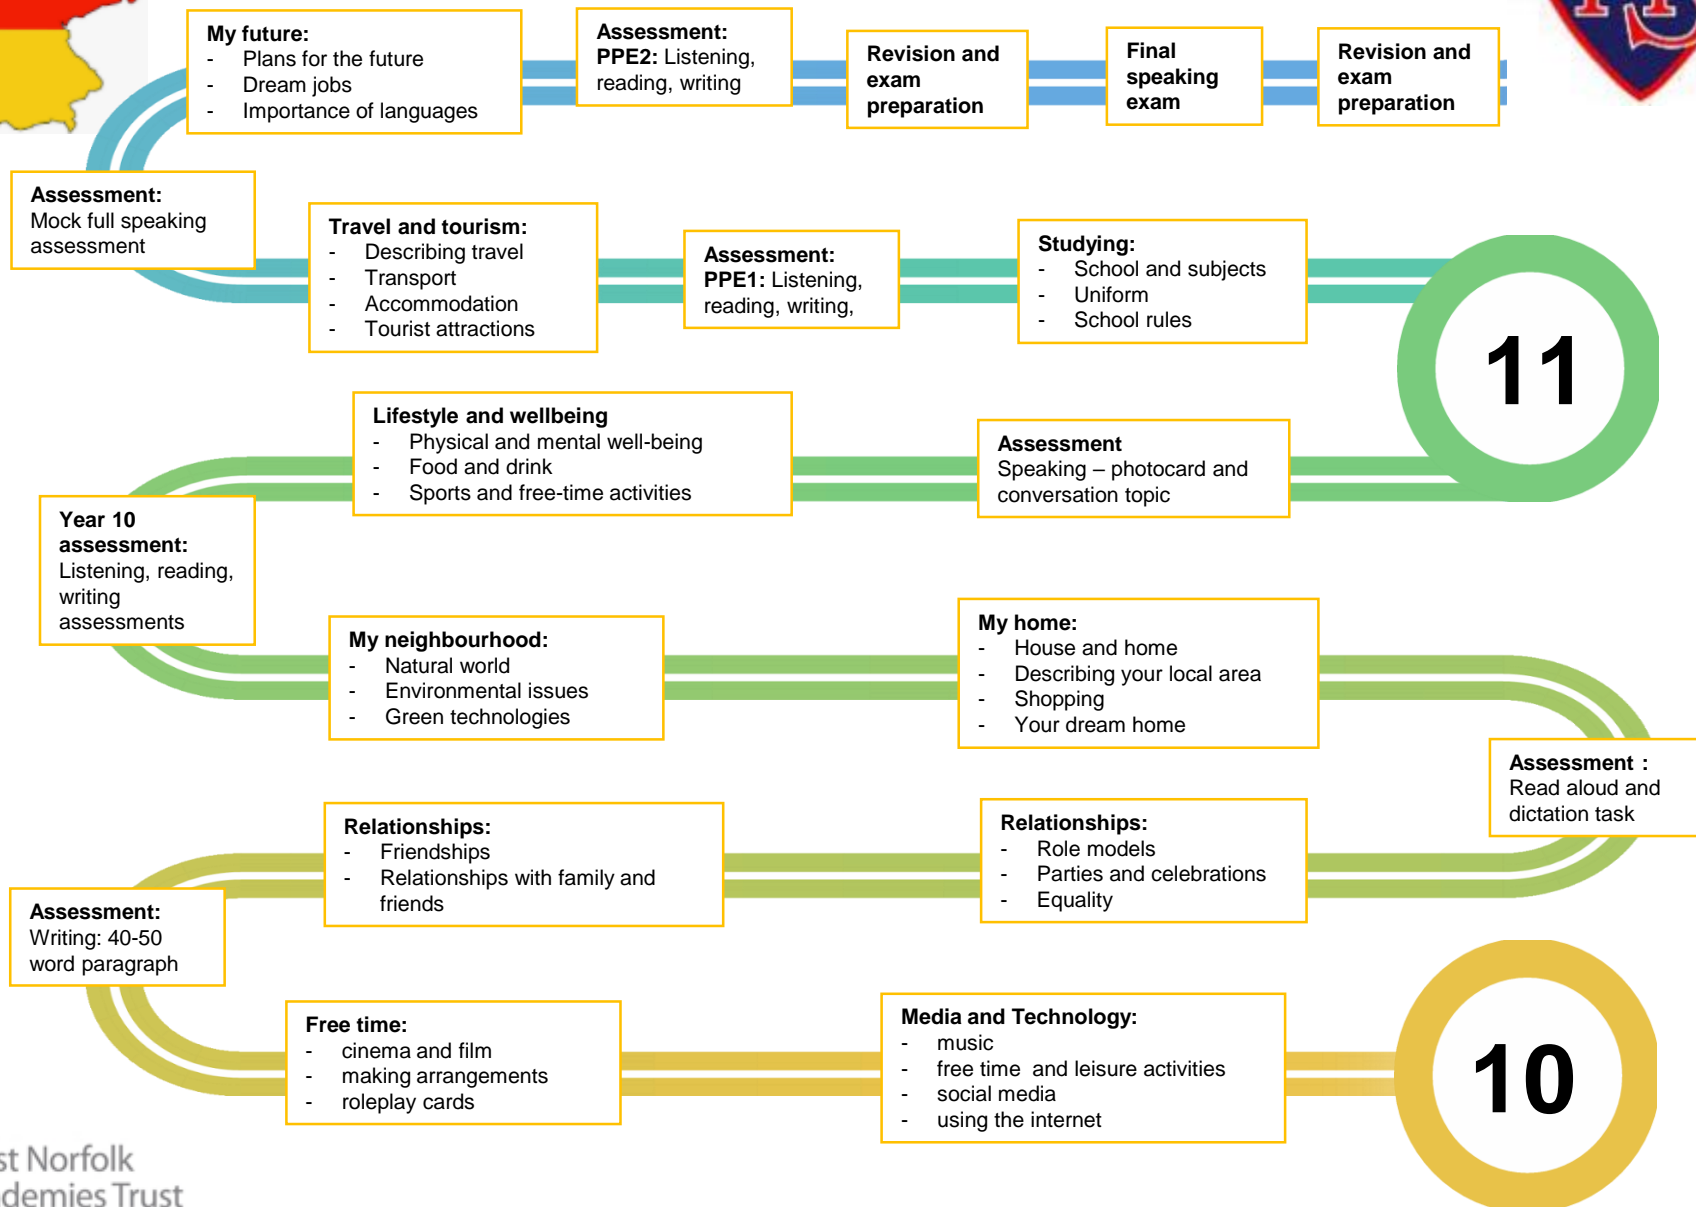 My future:
- Plans for the future
- Dream jobs
- Importance of languages
Assessment:
PPE2: Listening,
reading, writing
Revision and
exam
preparation
Final
speaking
exam
Revision and
exam
preparation
Assessment:
Mock full speaking
assessment
Travel and tourism:
- Describing travel
- Transport
- Accommodation
- Tourist attractions
Assessment:
PPE1: Listening,
reading, writing,
Studying:
- School and subjects
- Uniform
- School rules
11
Lifestyle and wellbeing
- Physical and mental well-being
- Food and drink
- Sports and free-time activities
Assessment
Speaking – photocard and
conversation topic
Year 10
assessment:
Listening, reading,
writing
assessments
My neighbourhood:
- Natural world
- Environmental issues
- Green technologies
My home:
- House and home
- Describing your local area
- Shopping
- Your dream home
Assessment :
Read aloud and
dictation task
Relationships:
- Friendships
- Relationships with family and
friends
Relationships:
- Role models
- Parties and celebrations
- Equality
Assessment:
Writing: 40-50
word paragraph
Free time:
- cinema and film
- making arrangements
- roleplay cards
Media and Technology:
- music
- free time  and leisure activities
- social media
- using the internet
10
st Norfolk
demies Trust